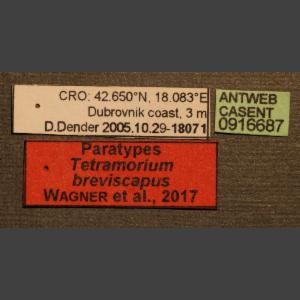 CRO: 42.650°N, 18.083°E
Dubrovnik coast, 3 m
D.Dender 2005.10.29-18071
ANTWEB
CASENT
0916687
Paratypes
Tetramorium
breviscapus
WAGNER et al., 2017